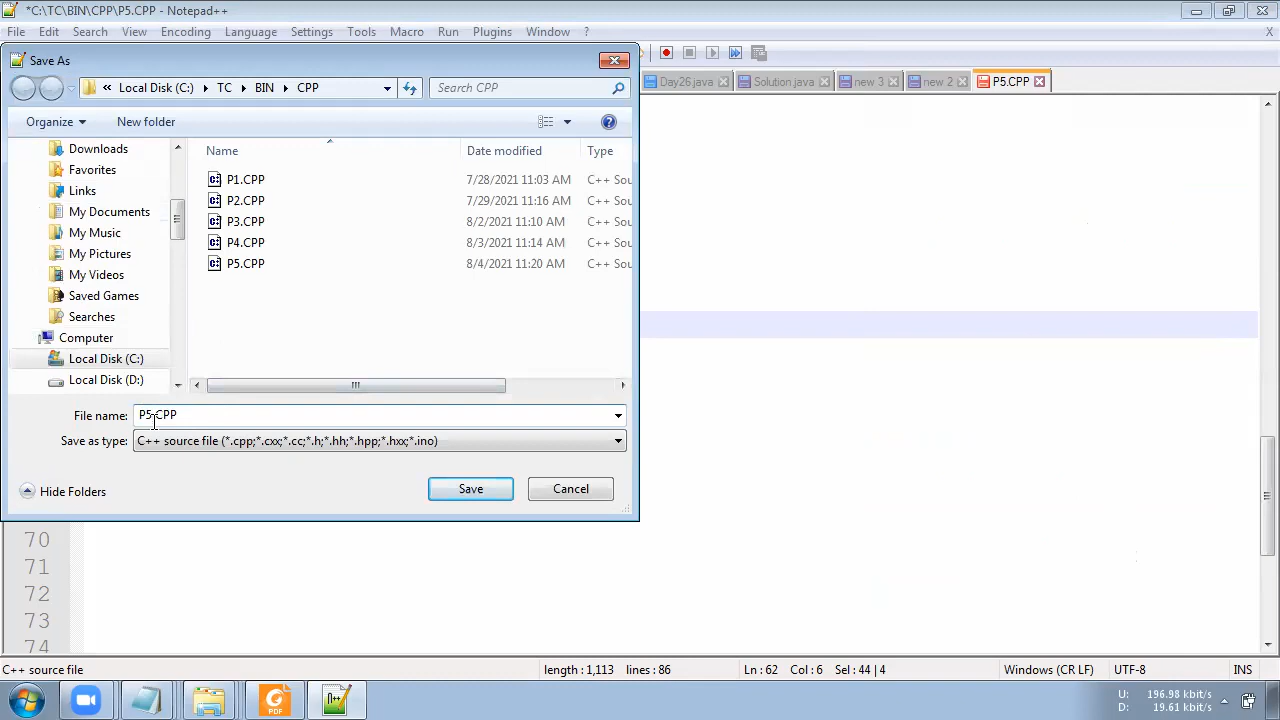 *C:\TC\BIN\CPP\P5.CPP - Notepad++
File Edit Search View Encoding Language Settings Tools Macro Run Plugins Window ? X
Save As
Day26.java Solution.java new 3 new 2 P5.CPP
« Local Disk (C:) TC BIN CPP Search CPP
Organize New folder
Name Date modified Type
Downloads
Favorites
Links
My Documents
My Music
My Pictures
My Videos
Saved Games
Searches
Computer
Local Disk (C:)
Local Disk (D:)
P1.CPP 7/28/2021 11:03 AM C++ Sou
P2.CPP 7/29/2021 11:16 AM C++ Sou
P3.CPP 8/2/2021 11:10 AM C++ Sou
P4.CPP 8/3/2021 11:14 AM C++ Sou
P5.CPP 8/4/2021 11:20 AM C++ Sou
File name: P5.CPP
Save as type: C++ source file (*.cpp;*.cxx;*.cc;*.h;*.hh;*.hpp;*.hxx;*.ino)
Hide Folders Save Cancel
70
71
72
73
74
C++ source file length : 1,113 lines : 86 Ln : 62 Col : 6 Sel : 44 | 4 Windows (CR LF) UTF-8 INS
PDF
U: 196.98 kbit/s
D: 19.61 kbit/s